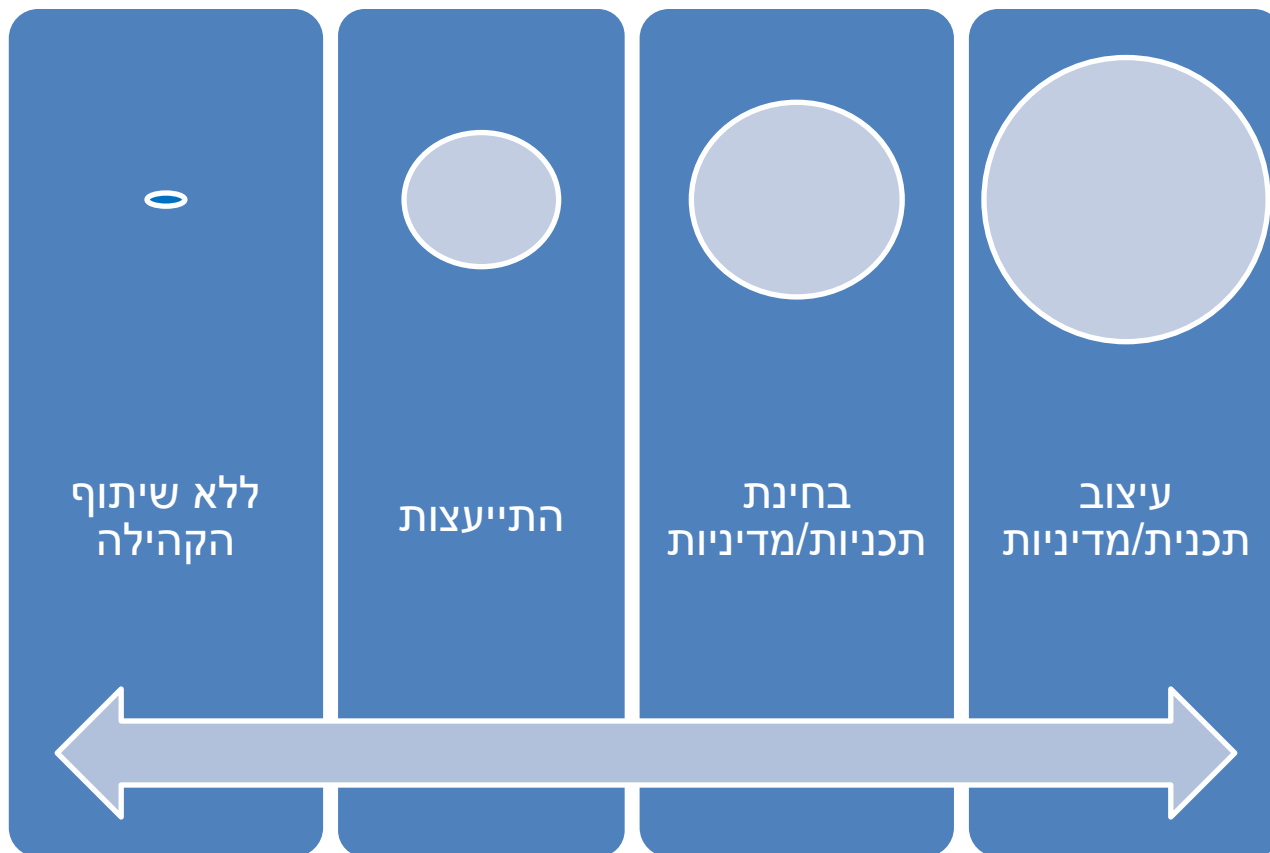 עיצוב
תכנית/מדיניות
בחינת
תכניות/מדיניות
התייעצות
ללא שיתוף
הקהילה